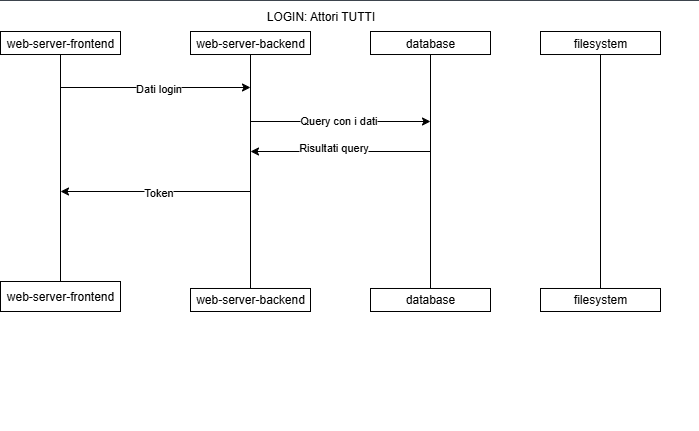 LOGIN: Attori TUTTI
web-server-frontend
web-server-backend
database
filesystem
Dati login
Query con i dati
Risultati query
Token
web-server-frontend
web-server-backend
database
filesystem